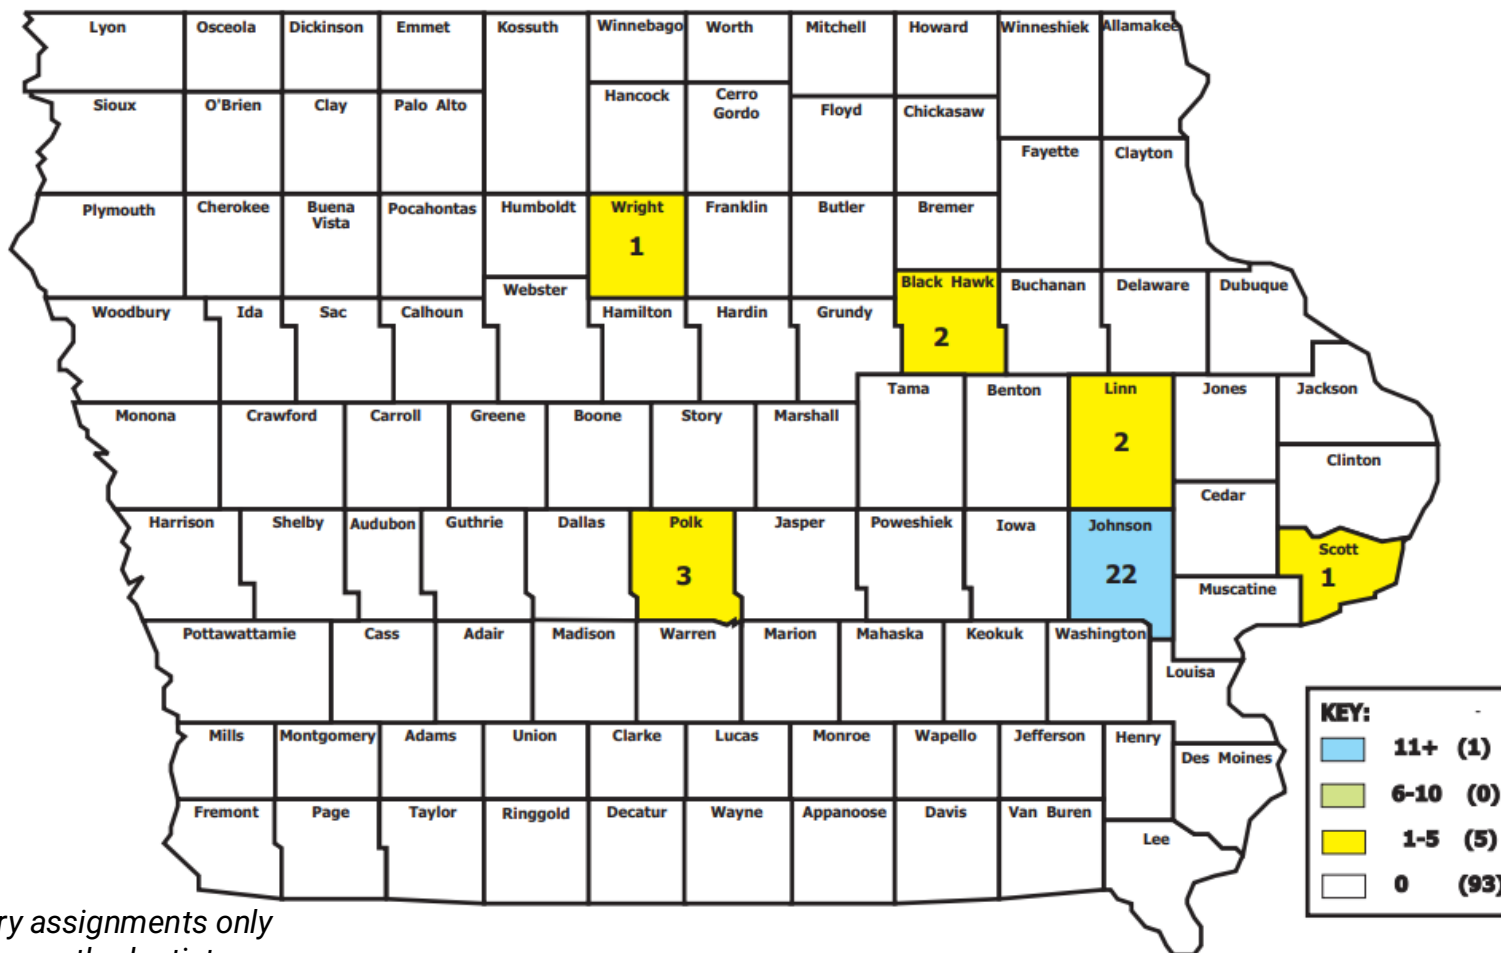 Lyon Osceola Dickinson Emmet Kossuth Winnebago Worth Mitchell Howard Winneshiek Allamakee
Sioux O'Brien Clay Palo Alto Hancock Cerro Gordo Floyd Chickasaw
Fayette Clayton
Plymouth Cherokee Buena Vista Pocahontas Humboldt Wright Franklin Butler Bremer
1
Webster Black Hawk Buchanan Delaware Dubuque
Woodbury Ida Sac Calhoun Hamilton Hardin Grundy
2
Tama Benton Linn Jones Jackson
Monona Crawford Carroll Greene Boone Story Marshall
2
Clinton
Cedar
Harrison Shelby Audubon Guthrie Dallas Polk Jasper Poweshiek Iowa Johnson
Scott
3
22
1
Muscatine
Pottawattamie Cass Adair Madison Warren Marion Mahaska Keokuk Washington
Louisa
Mills Montgomery Adams Union Clarke Lucas Monroe Wapello Jefferson Henry
Des Moines
Fremont Page Taylor Ringgold Decatur Wayne Appanoose Davis Van Buren
Lee
KEY: -
11+ (1)
6-10 (0)
1-5 (5)
0 (93)
ry assignments only